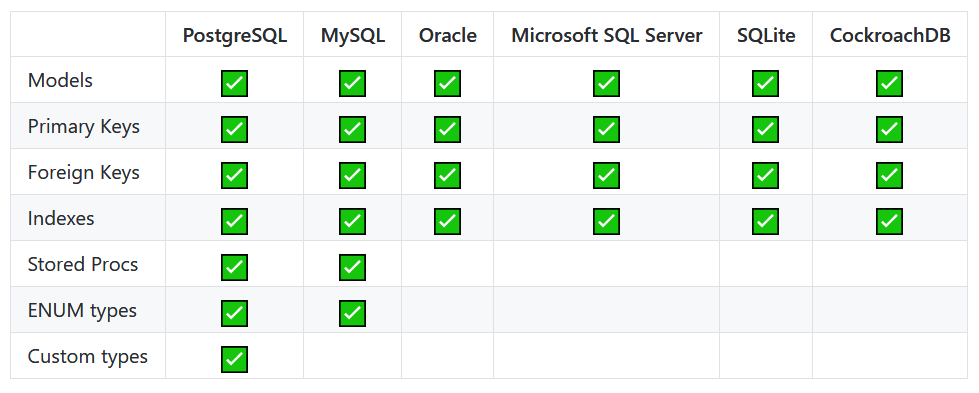 PostgreSQL MySQL Oracle Microsoft SQL Server SQLite CockroachDB
Models ✅ ✅ ✅ ✅ ✅ ✅
Primary Keys ✅ ✅ ✅ ✅ ✅ ✅
Foreign Keys ✅ ✅ ✅ ✅ ✅ ✅
Indexes ✅ ✅ ✅ ✅ ✅ ✅
Stored Procs ✅ ✅
ENUM types ✅ ✅
Custom types ✅